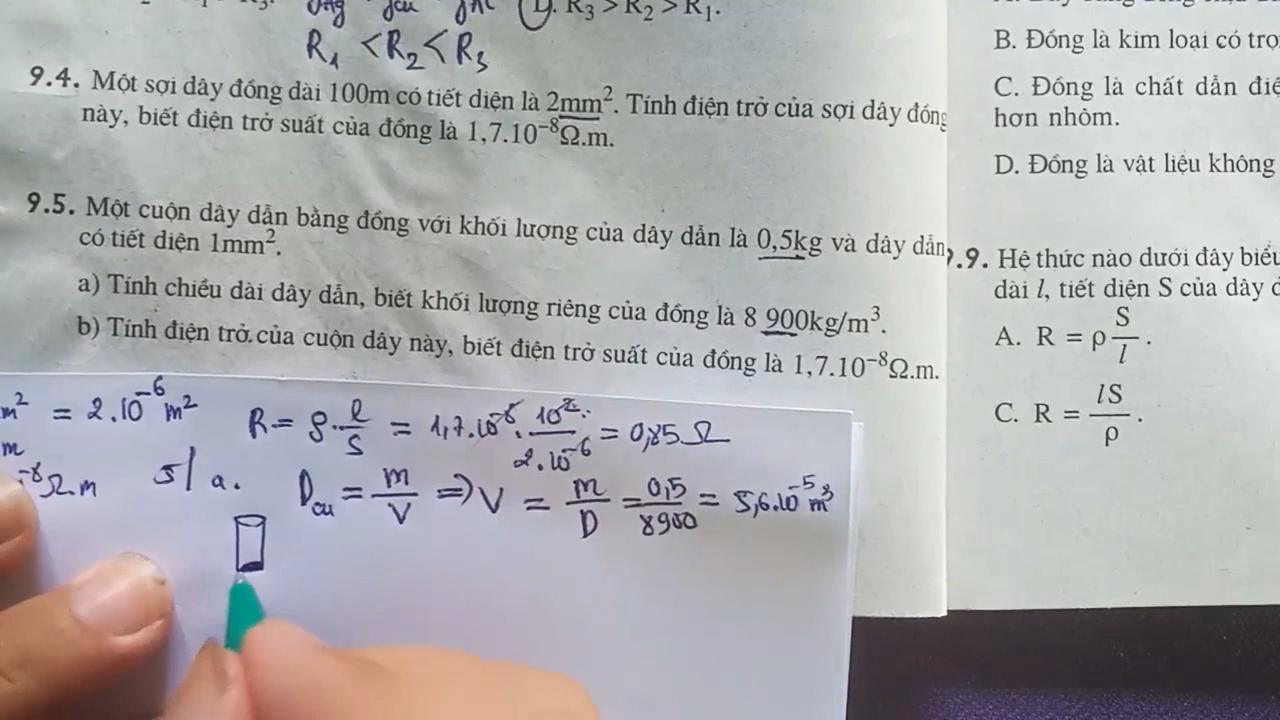 R₃ > R₂ > R₁.
R₁ < R₂ < R₃
9.4. Một sợi dây đồng dài 100m có tiết diện là 2mm². Tính điện trở của sợi dây đồng
này, biết điện trở suất của đồng là 1,7.10⁻⁸Ω.m.
9.5. Một cuộn dây dẫn bằng đồng với khối lượng của dây dẫn là 0,5kg và dây dẫn
có tiết diện 1mm².
a) Tính chiều dài dây dẫn, biết khối lượng riêng của đồng là 8 900kg/m³.
b) Tính điện trở của cuộn dây này, biết điện trở suất của đồng là 1,7.10⁻⁸Ω.m.
m² = 2.10⁻⁶ m²
m
⁻⁸Ω.m
R = ρ. l/S = 1,7.10⁻⁸. 10²/2.10⁻⁶ = 0,85 Ω
5/ a. Dcu = m/V => V = m/D = 0,5/8900 = 5,6.10⁻⁵ m³
B. Đồng là kim loại có trọ
C. Đồng là chất dẫn điệ
hơn nhôm.
D. Đồng là vật liệu không
.9. Hệ thức nào dưới đây biểu
dài l, tiết diện S của dây
A. R = ρ S/l .
C. R = lS/ρ .